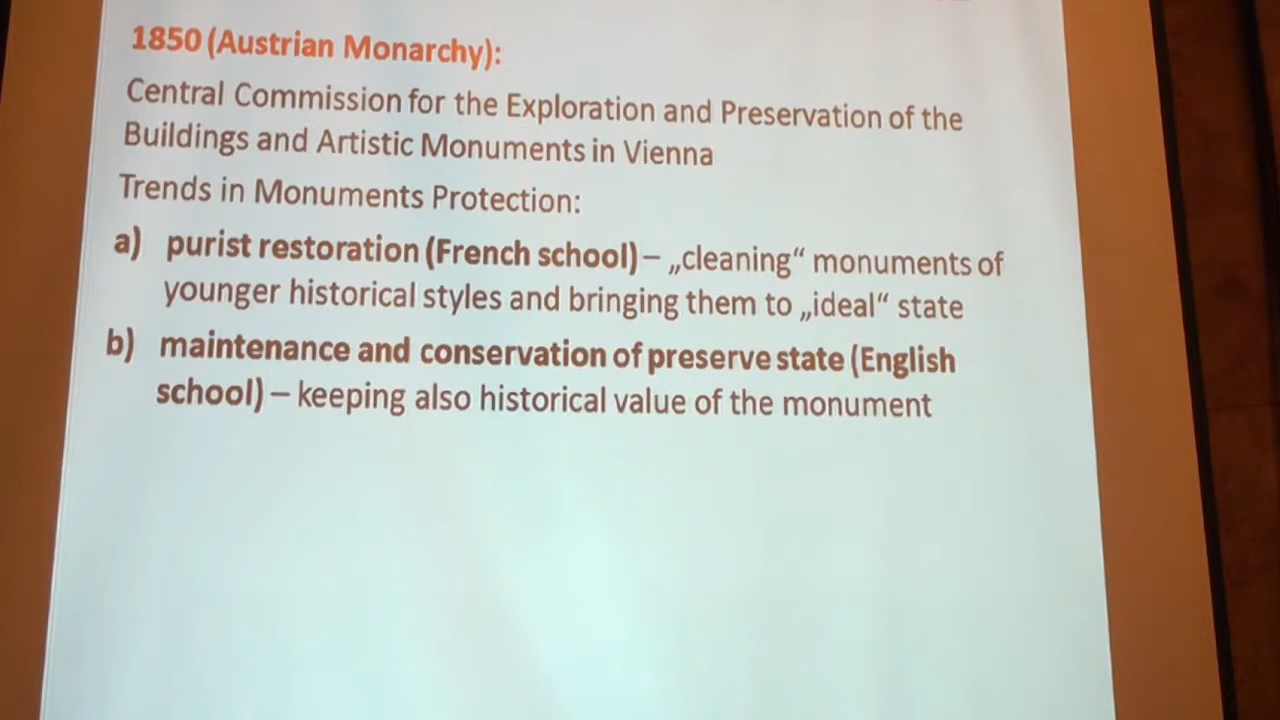 1850 (Austrian Monarchy):
Central Commission for the Exploration and Preservation of the
Buildings and Artistic Monuments in Vienna
Trends in Monuments Protection:
a) purist restoration (French school) – „cleaning“ monuments of
younger historical styles and bringing them to „ideal“ state
b) maintenance and conservation of preserve state (English
school) – keeping also historical value of the monument